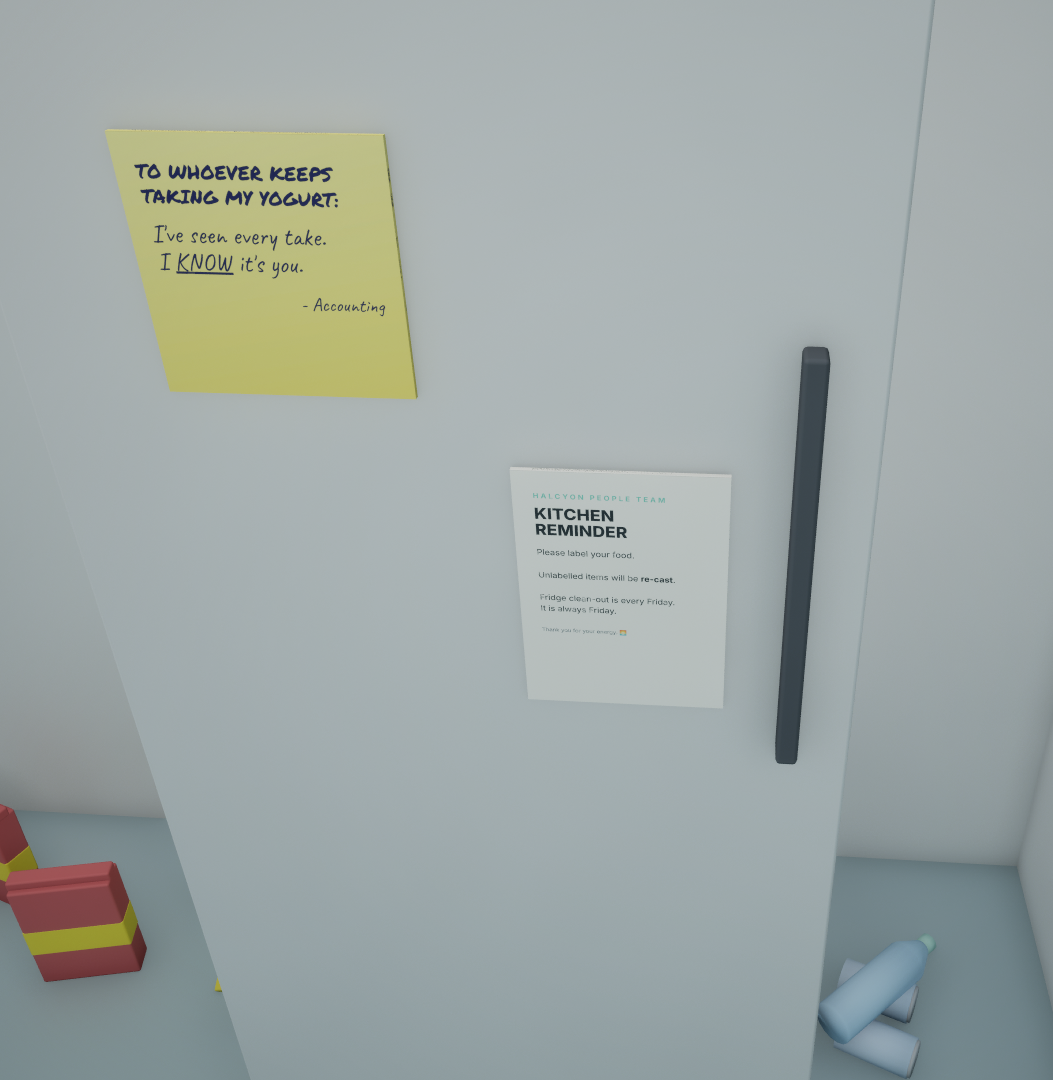 TO WHOEVER KEEPS
TAKING MY YOGURT:
I've seen every take.
I KNOW it's you.
- Accounting
HALCYON PEOPLE TEAM
KITCHEN
REMINDER
Please label your food.
Unlabelled items will be re-cast.
Fridge clean-out is every Friday.
It is always Friday.
Thank you for your energy.